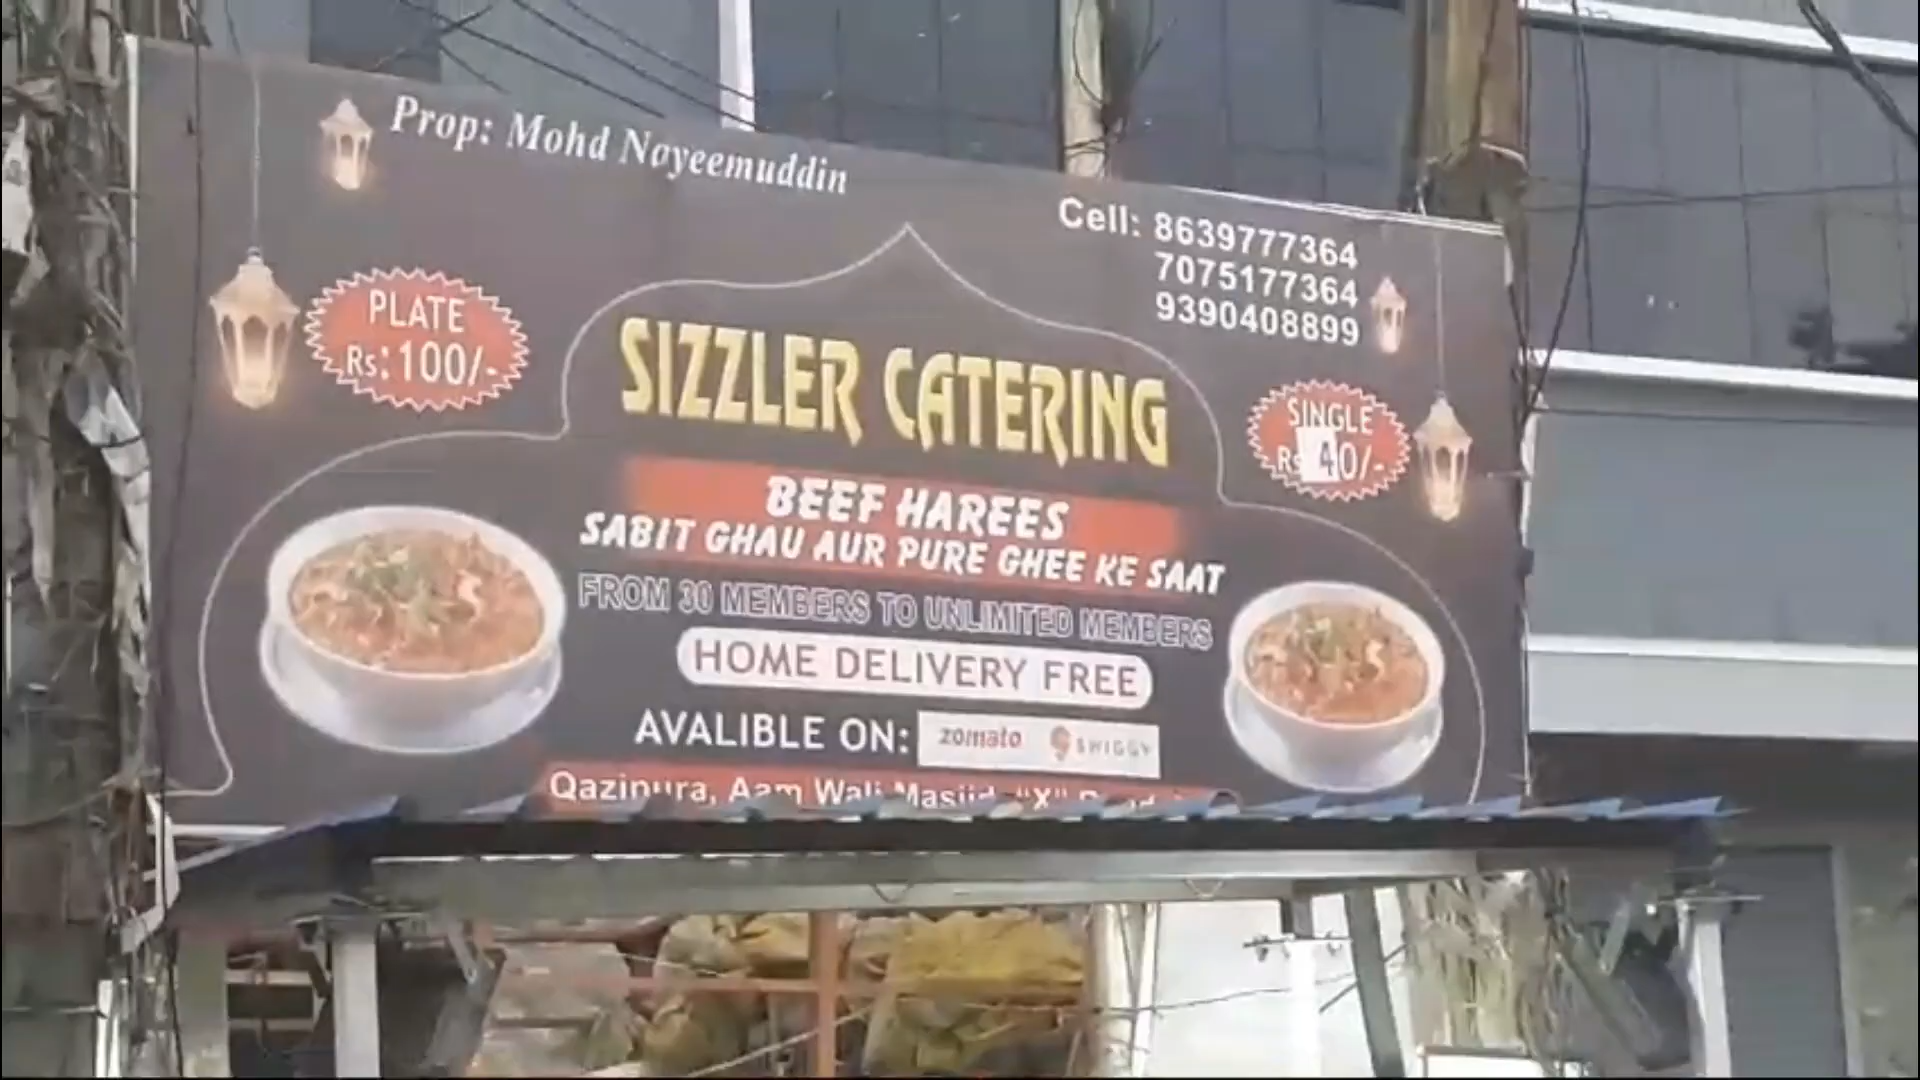 Prop: Mohd Nayeemuddin
Cell: 8639777364
7075177364
9390408899
PLATE
Rs: 100/-
SIZZLER CATERING
SINGLE
Rs 40/-
BEEF HAREES
SABIT GHAU AUR PURE GHEE KE SAAT
FROM 30 MEMBERS TO UNLIMITED MEMBERS
HOME DELIVERY FREE
AVALIBLE ON: zomato SWIGGY
Qazipura, Aam Wali Masjid, "X" Road